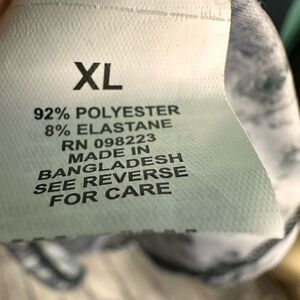 XL
92% POLYESTER
8% ELASTANE
RN 098223
MADE IN
BANGLADESH
SEE REVERSE
FOR CARE